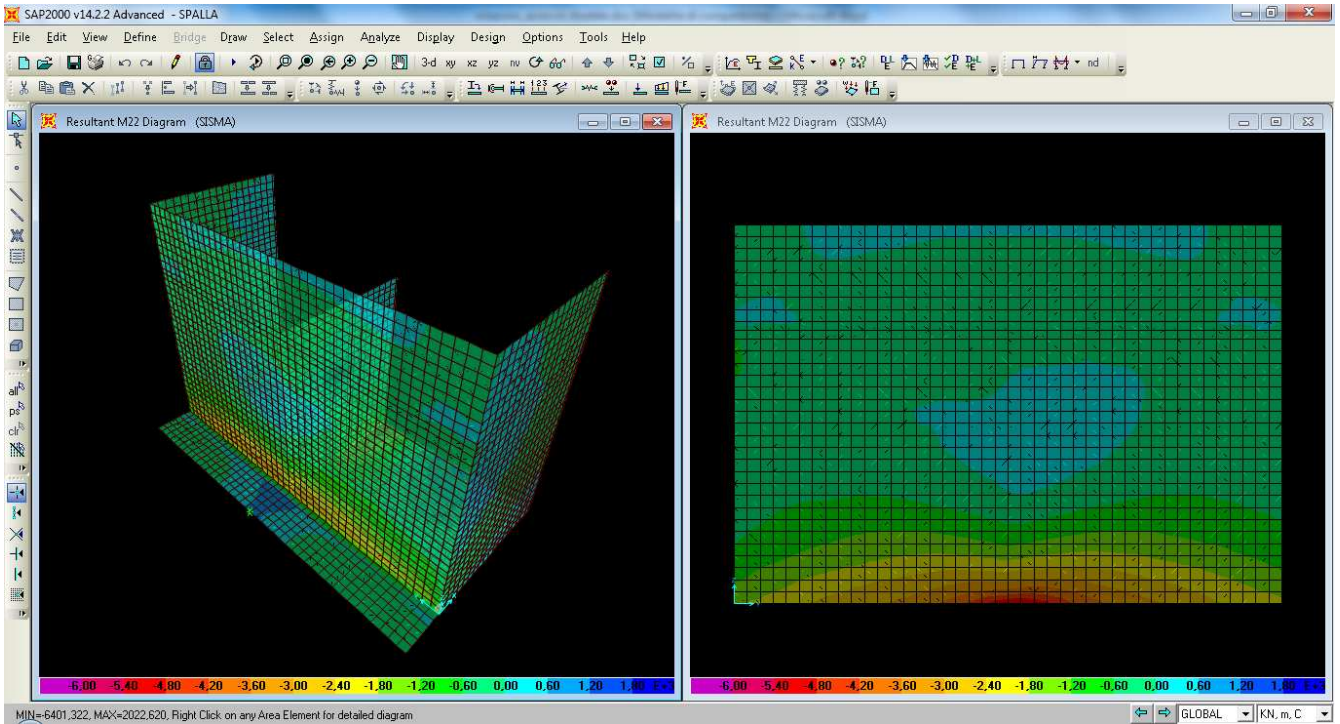 SAP2000 v14.2.2 Advanced - SPALLA
File Edit View Define Bridge Draw Select Assign Analyze Display Design Options Tools Help
3-d xy xz yz nv
nd
Resultant M22 Diagram (SISMA)
Resultant M22 Diagram (SISMA)
all
ps
clr
-6,00 -5,40 -4,80 -4,20 -3,60 -3,00 -2,40 -1,80 -1,20 -0,60 0,00 0,60 1,20 1,80
-6,00 -5,40 -4,80 -4,20 -3,60 -3,00 -2,40 -1,80 -1,20 -0,60 0,00 0,60 1,20 1,80
MIN=-6401,322, MAX=2022,620, Right Click on any Area Element for detailed diagram
GLOBAL
KN, m, C